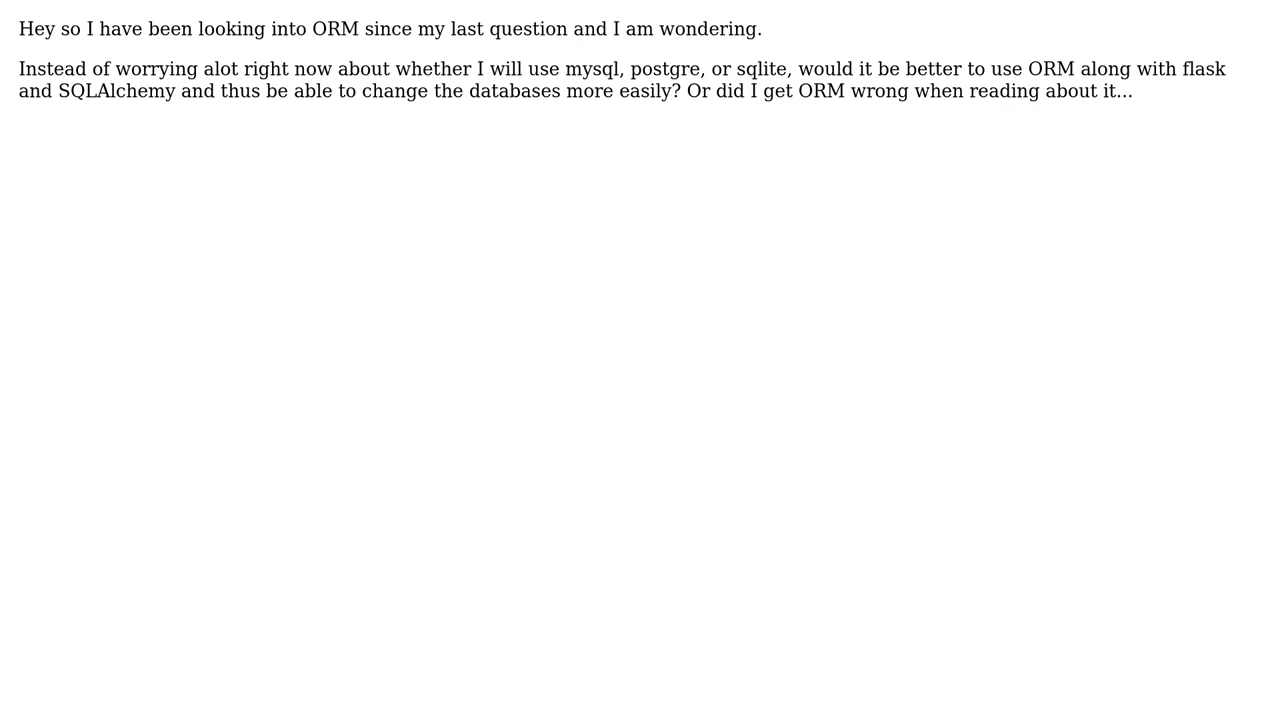 Hey so I have been looking into ORM since my last question and I am wondering.
Instead of worrying alot right now about whether I will use mysql, postgre, or sqlite, would it be better to use ORM along with flask
and SQLAlchemy and thus be able to change the databases more easily? Or did I get ORM wrong when reading about it...